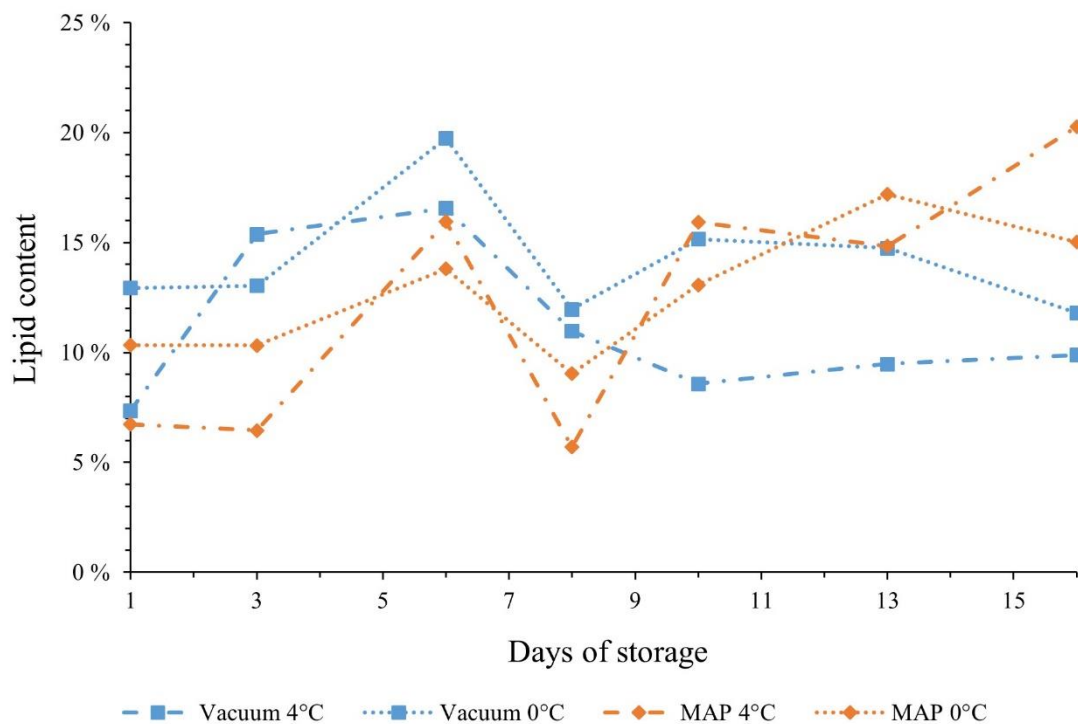 25 %
20 %
15 %
10 %
5 %
0 %
Lipid content
1 3 5 7 9 11 13 15
Days of storage
Vacuum 4°C Vacuum 0°C MAP 4°C MAP 0°C